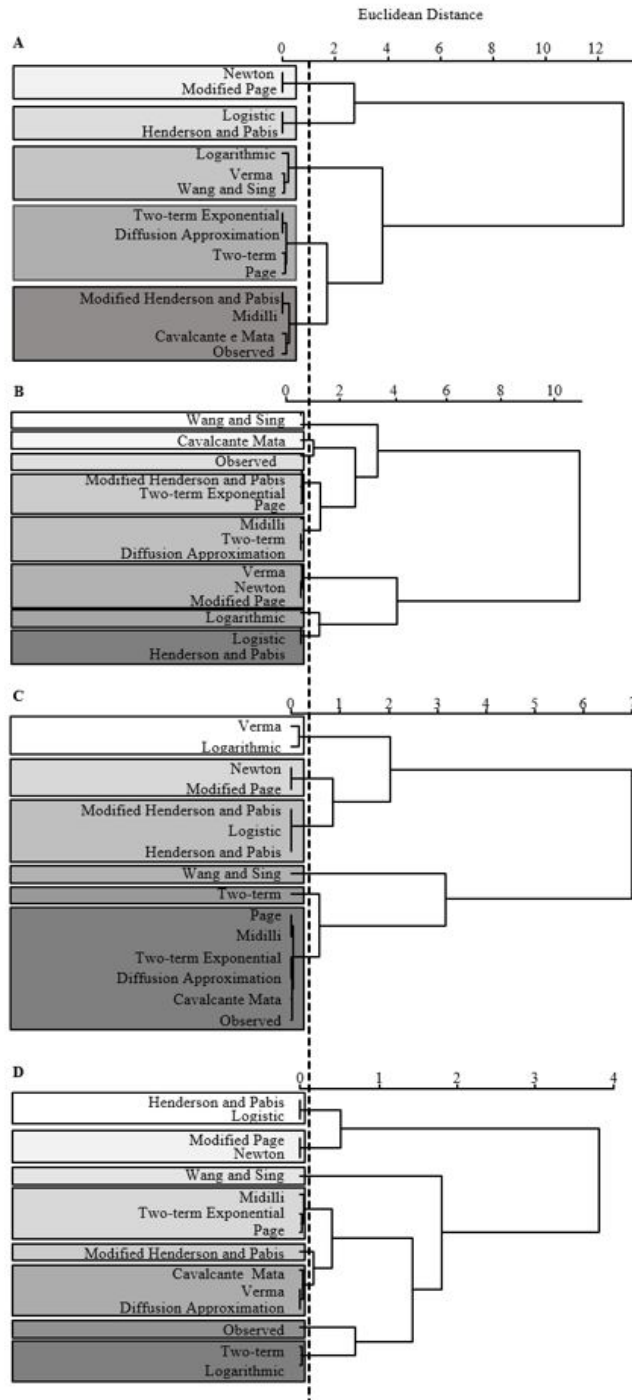 Euclidean Distance
A
0 2 4 6 8 10 12
Newton
Modified Page
Logistic
Henderson and Pabis
Logarithmic
Verma
Wang and Sing
Two-term Exponential
Diffusion Approximation
Two-term
Page
Modified Henderson and Pabis
Midilli
Cavalcante e Mata
Observed
B
0 2 4 6 8 10
Wang and Sing
Cavalcante Mata
Observed
Modified Henderson and Pabis
Two-term Exponential
Page
Midilli
Two-term
Diffusion Approximation
Verma
Newton
Modified Page
Logarithmic
Logistic
Henderson and Pabis
C
0 1 2 3 4 5 6 7
Verma
Logarithmic
Newton
Modified Page
Modified Henderson and Pabis
Logistic
Henderson and Pabis
Wang and Sing
Two-term
Page
Midilli
Two-term Exponential
Diffusion Approximation
Cavalcante Mata
Observed
D
0 1 2 3 4
Henderson and Pabis
Logistic
Modified Page
Newton
Wang and Sing
Midilli
Two-term Exponential
Page
Modified Henderson and Pabis
Cavalcante Mata
Verma
Diffusion Approximation
Observed
Two-term
Logarithmic